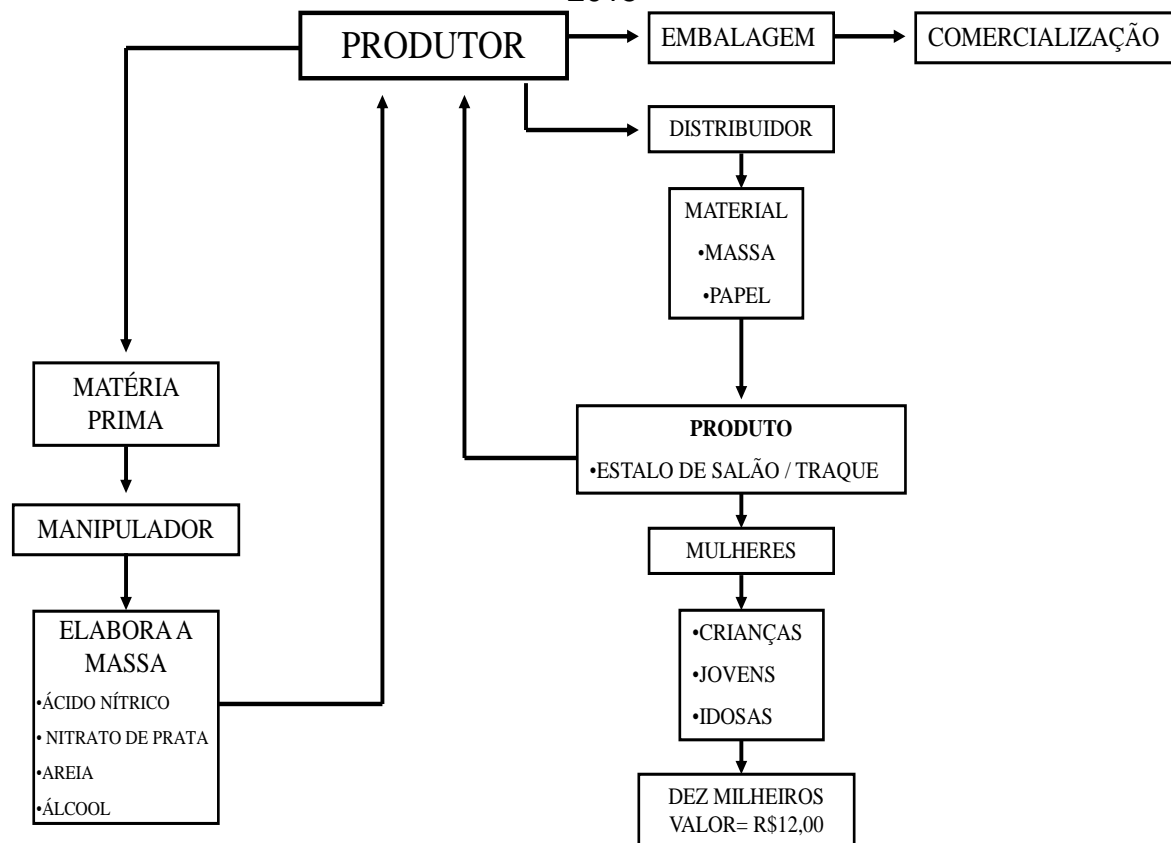 PRODUTOR
EMBALAGEM
COMERCIALIZAÇÃO
DISTRIBUIDOR
MATERIAL
•MASSA
•PAPEL
MATÉRIA
PRIMA
PRODUTO
•ESTALO DE SALÃO / TRAQUE
MANIPULADOR
MULHERES
ELABORA A
MASSA
•ÁCIDO NÍTRICO
• NITRATO DE PRATA
•AREIA
•ÁLCOOL
•CRIANÇAS
•JOVENS
•IDOSAS
DEZ MILHEIROS
VALOR= R$12,00